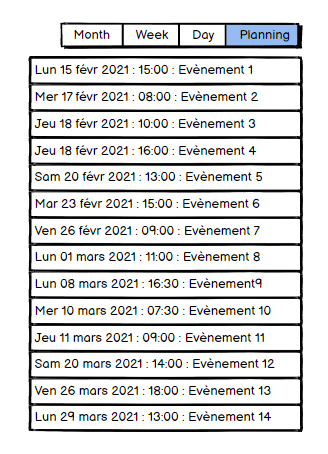 Month Week Day Planning
Lun 15 févr 2021 : 15:00 : Evènement 1
Mer 17 févr 2021 : 08:00 : Evènement 2
Jeu 18 févr 2021 : 10:00 : Evènement 3
Jeu 18 févr 2021 : 16:00 : Evènement 4
Sam 20 févr 2021 : 13:00 : Evènement 5
Mar 23 févr 2021 : 15:00 : Evènement 6
Ven 26 févr 2021 : 09:00 : Evènement 7
Lun 01 mars 2021 : 11:00 : Evènement 8
Lun 08 mars 2021 : 16:30 : Evènement9
Mer 10 mars 2021 : 07:30 : Evènement 10
Jeu 11 mars 2021 : 09:00 : Evènement 11
Sam 20 mars 2021 : 14:00 : Evènement 12
Ven 26 mars 2021 : 18:00 : Evènement 13
Lun 29 mars 2021 : 13:00 : Evènement 14